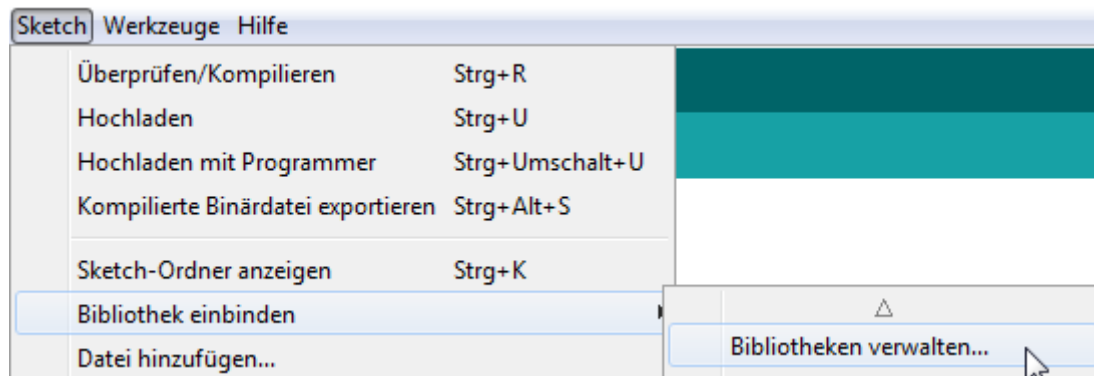 Sketch Werkzeuge Hilfe
Überprüfen/Kompilieren Strg+R
Hochladen Strg+U
Hochladen mit Programmer Strg+Umschalt+U
Kompilierte Binärdatei exportieren Strg+Alt+S
Sketch-Ordner anzeigen Strg+K
Bibliothek einbinden
Bibliotheken verwalten...
Datei hinzufügen...